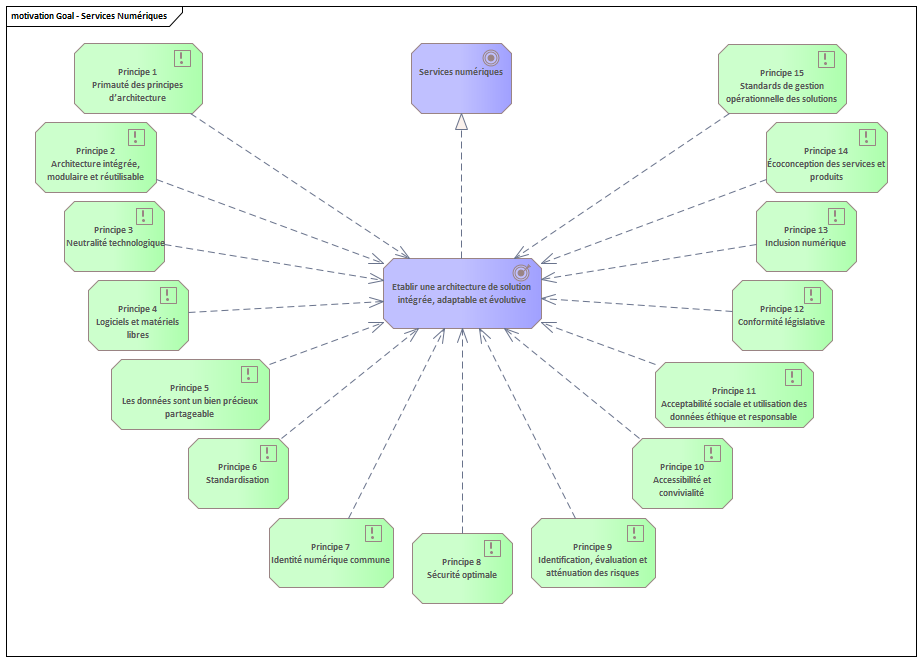 motivation Goal - Services Numériques
Principe 1
Primauté des principes
d'architecture
Services numériques
Principe 15
Standards de gestion
opérationnelle des solutions
Principe 2
Architecture intégrée,
modulaire et réutilisable
Principe 14
Écoconception des services et
produits
Principe 3
Neutralité technologique
Principe 13
Inclusion numérique
Etablir une architecture de solution
intégrée, adaptable et évolutive
Principe 4
Logiciels et matériels
libres
Principe 12
Conformité législative
Principe 5
Les données sont un bien précieux
partageable
Principe 11
Acceptabilité sociale et utilisation des
données éthique et responsable
Principe 6
Standardisation
Principe 10
Accessibilité et
convivialité
Principe 7
Identité numérique commune
Principe 8
Sécurité optimale
Principe 9
Identification, évaluation et
atténuation des risques